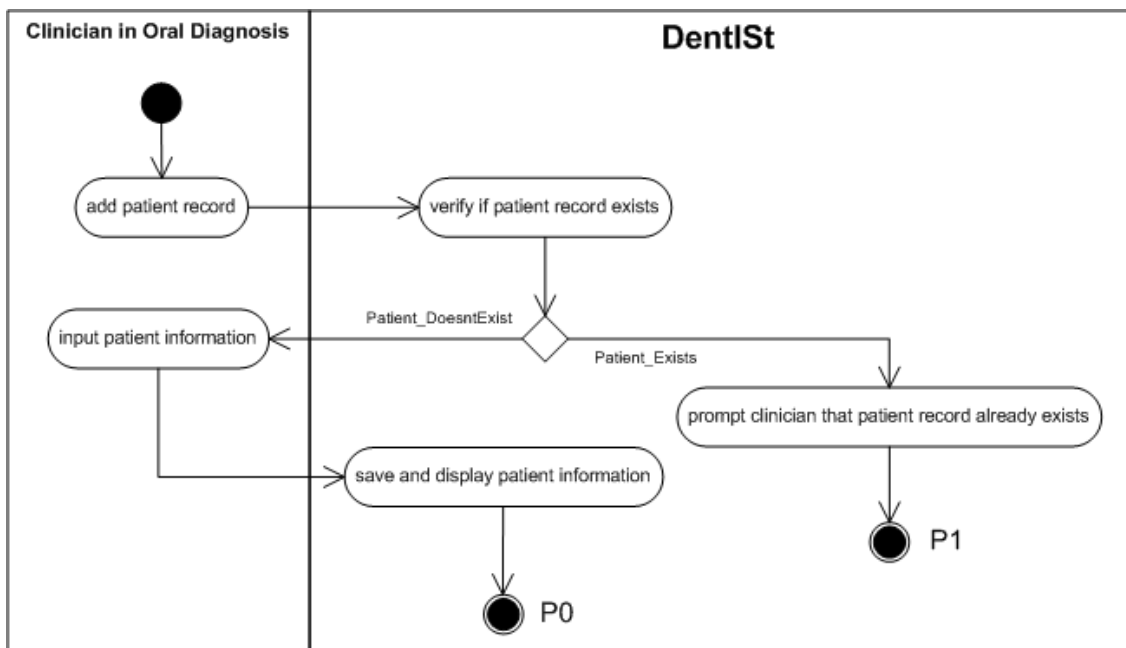 Clinician in Oral Diagnosis
DentISt
add patient record
verify if patient record exists
Patient_DoesntExist
input patient information
Patient_Exists
prompt clinician that patient record already exists
save and display patient information
P1
P0